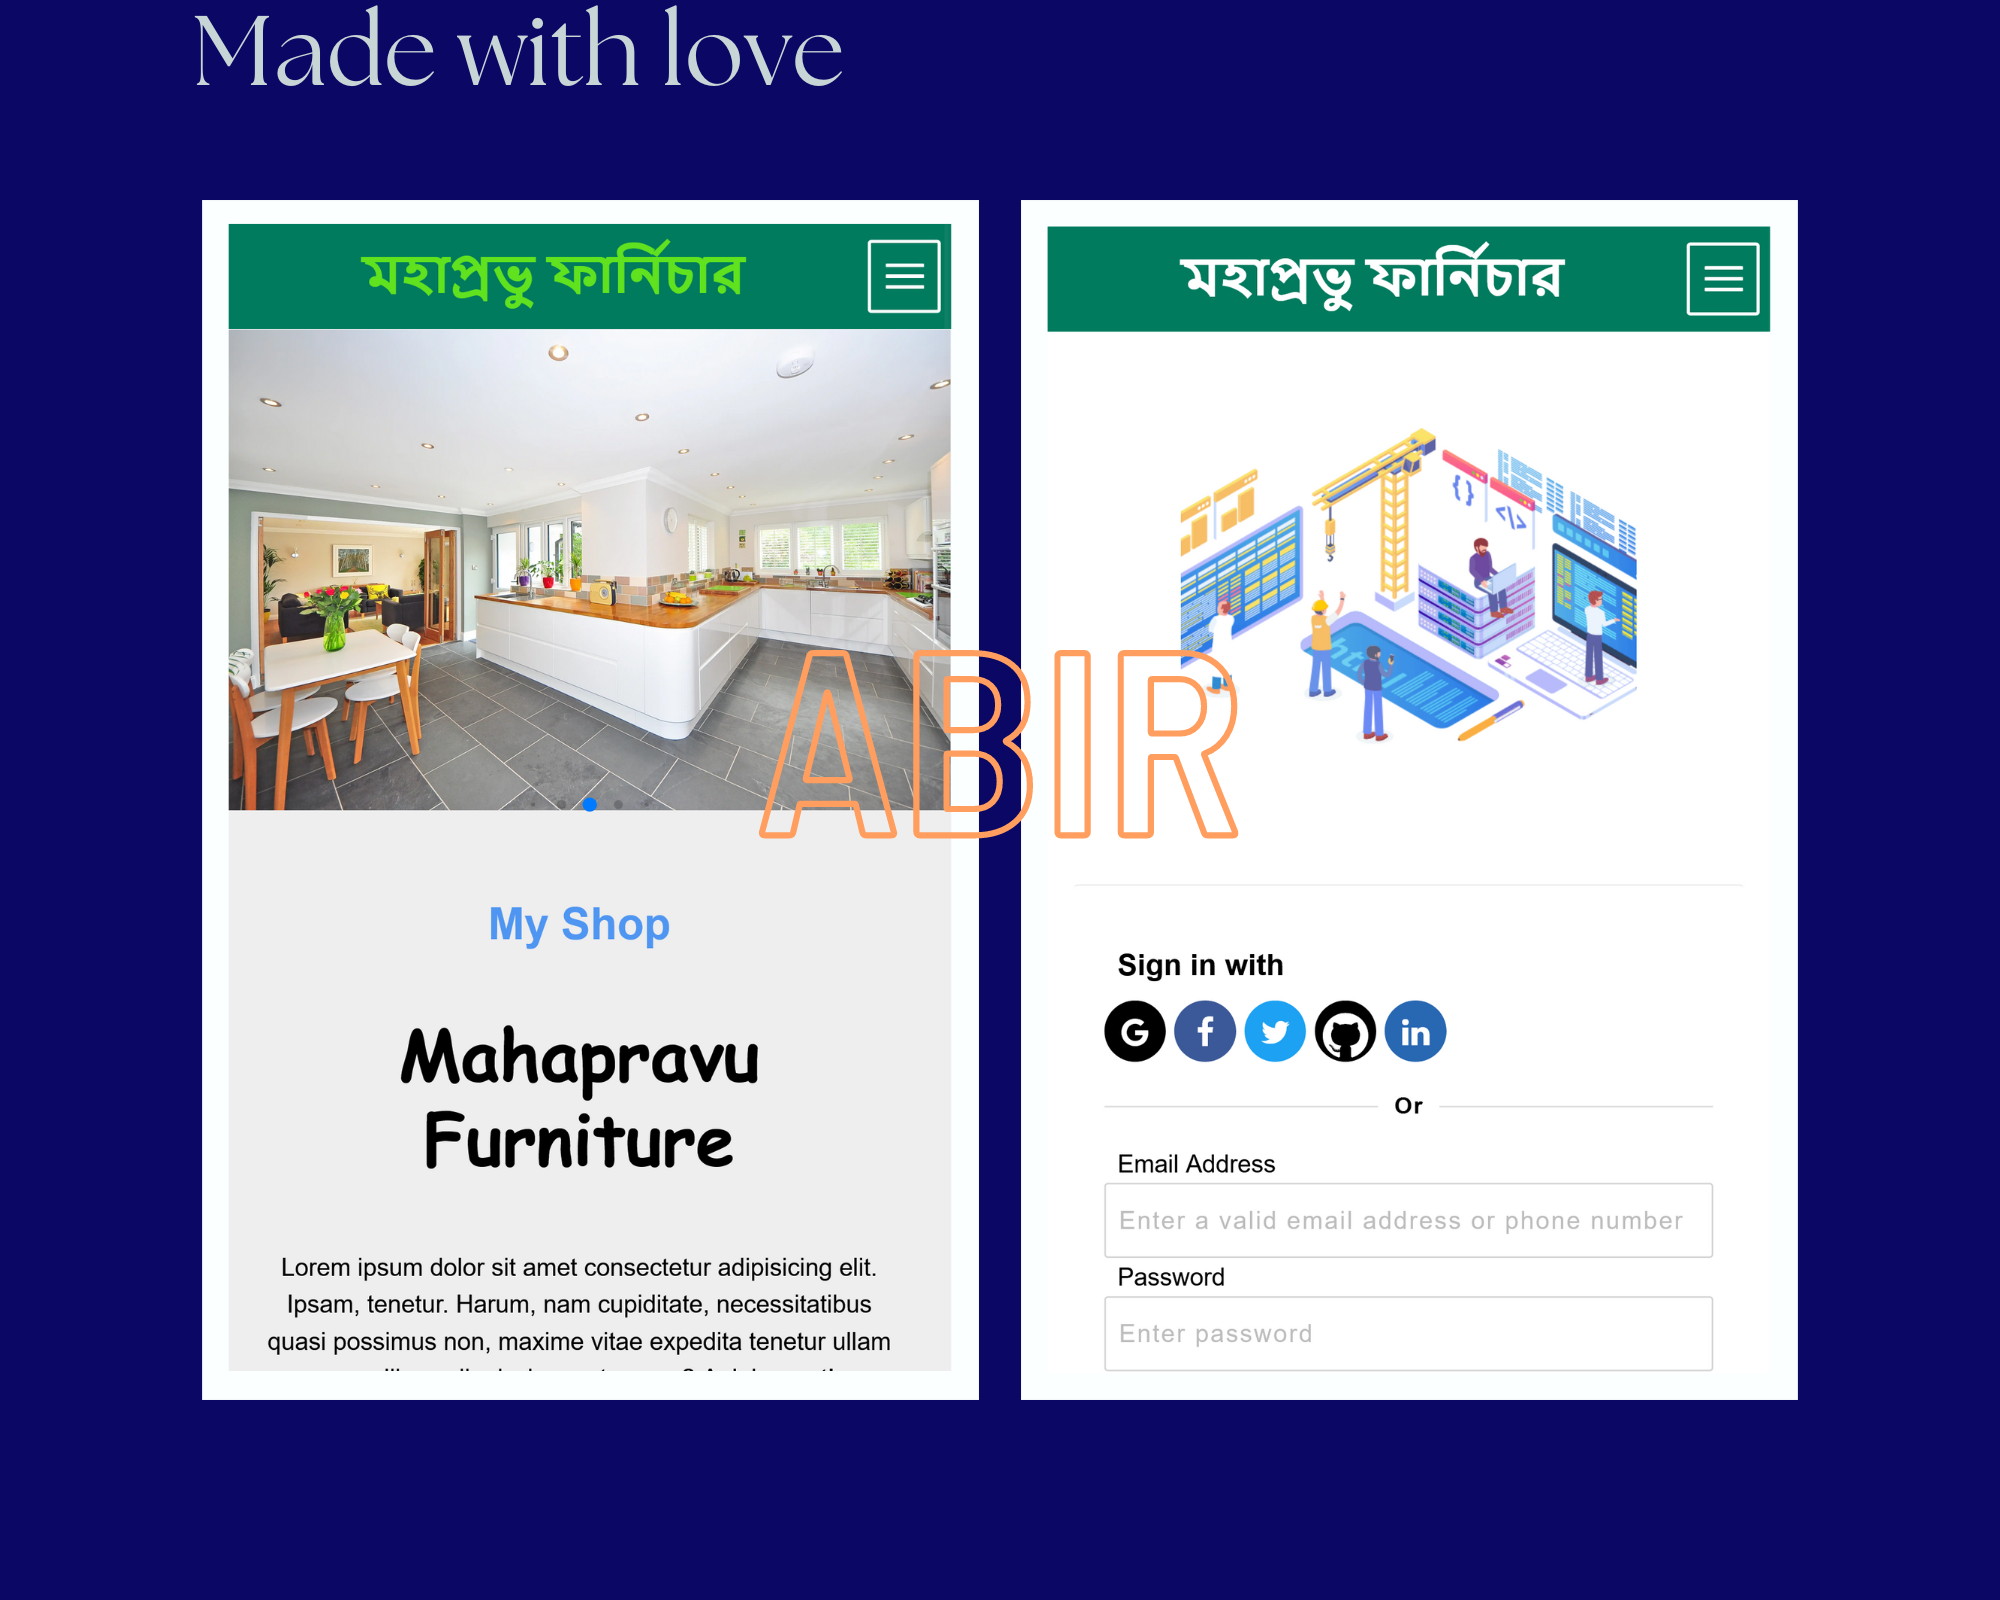 Made with love
মহাপ্রভু ফার্নিচার
My Shop
Mahapravu
Furniture
Lorem ipsum dolor sit amet consectetur adipisicing elit.
Ipsam, tenetur. Harum, nam cupiditate, necessitatibus
quasi possimus non, maxime vitae expedita tenetur ullam
ABIR
মহাপ্রভু ফার্নিচার
{}
</>
html
Sign in with
G
f
in
Or
Email Address
Enter a valid email address or phone number
Password
Enter password